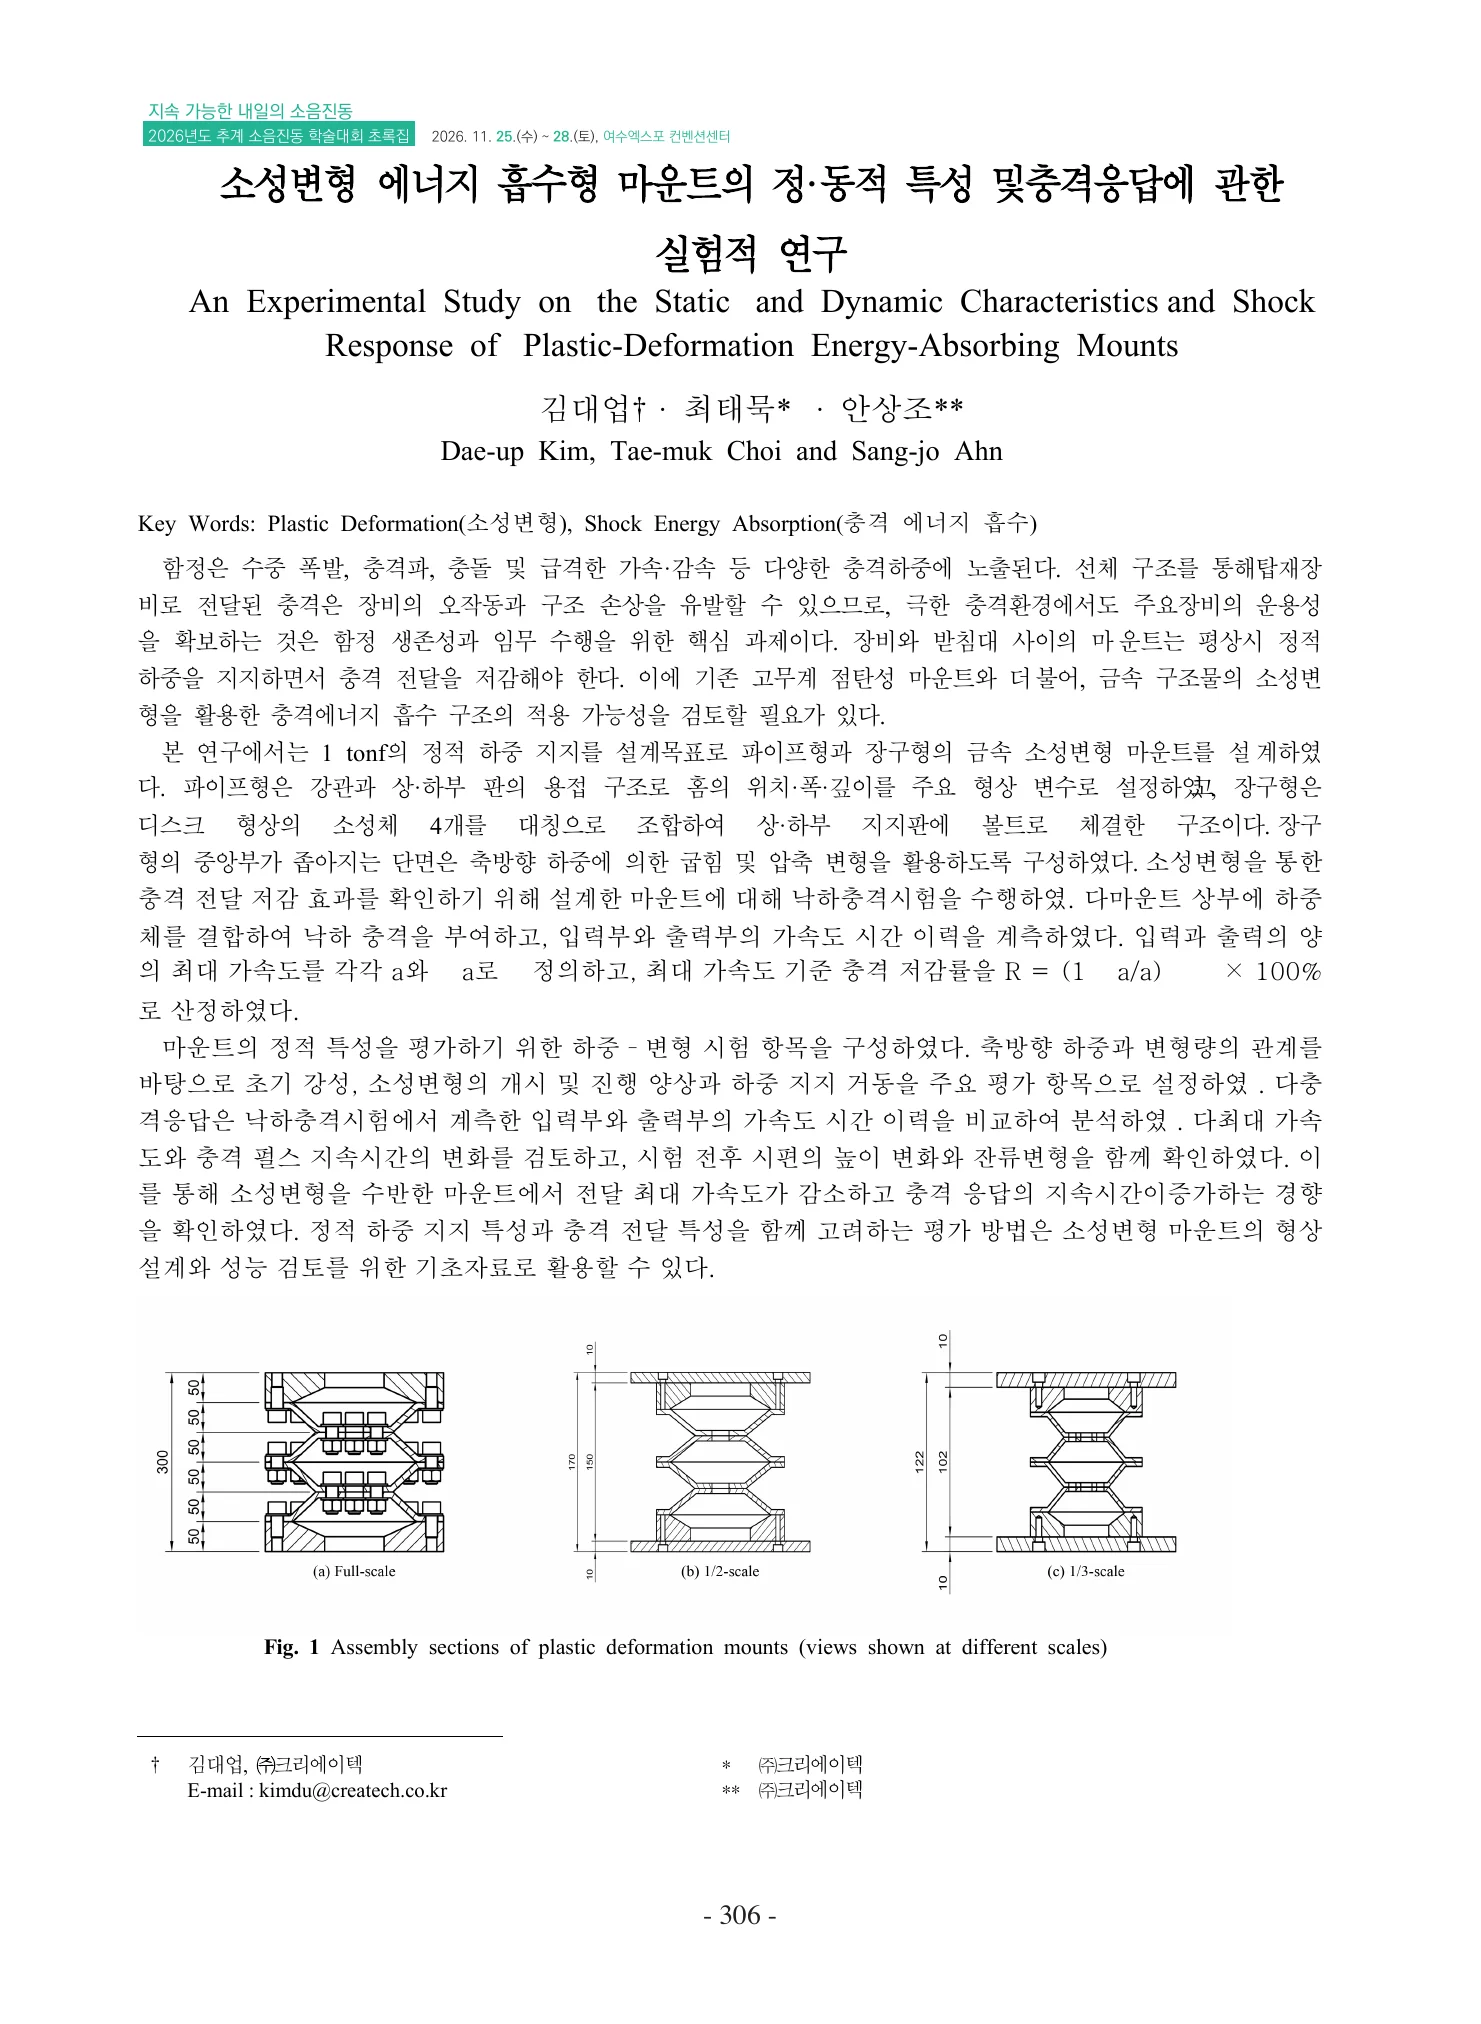 지속 가능한 내일의 소음진동
2026년도 추계 소음진동 학술대회 초록집 2026. 11. 25.(수) ~ 28.(토), 여수엑스포 컨벤션센터
소성변형 에너지 흡수형 마운트의 정·동적 특성 및충격응답에 관한
실험적 연구
An Experimental Study on the Static and Dynamic Characteristics and Shock
Response of Plastic-Deformation Energy-Absorbing Mounts
김대업† · 최태묵* · 안상조**
Dae-up Kim, Tae-muk Choi and Sang-jo Ahn
Key Words: Plastic Deformation(소성변형), Shock Energy Absorption(충격 에너지 흡수)
함정은 수중 폭발, 충격파, 충돌 및 급격한 가속·감속 등 다양한 충격하중에 노출된다. 선체 구조를 통해탑재장
비로 전달된 충격은 장비의 오작동과 구조 손상을 유발할 수 있으므로, 극한 충격환경에서도 주요장비의 운용성
을 확보하는 것은 함정 생존성과 임무 수행을 위한 핵심 과제이다. 장비와 받침대 사이의 마운트는 평상시 정적
하중을 지지하면서 충격 전달을 저감해야 한다. 이에 기존 고무계 점탄성 마운트와 더불어, 금속 구조물의 소성변
형을 활용한 충격에너지 흡수 구조의 적용 가능성을 검토할 필요가 있다.
본 연구에서는 1 tonf의 정적 하중 지지를 설계목표로 파이프형과 장구형의 금속 소성변형 마운트를 설계하였
다. 파이프형은 강관과 상·하부 판의 용접 구조로 홈의 위치·폭·깊이를 주요 형상 변수로 설정하였고, 장구형은
디스크 형상의 소성체 4개를 대칭으로 조합하여 상·하부 지지판에 볼트로 체결한 구조이다. 장구
형의 중앙부가 좁아지는 단면은 축방향 하중에 의한 굽힘 및 압축 변형을 활용하도록 구성하였다. 소성변형을 통한
충격 전달 저감 효과를 확인하기 위해 설계한 마운트에 대해 낙하충격시험을 수행하였. 다마운트 상부에 하중
체를 결합하여 낙하 충격을 부여하고, 입력부와 출력부의 가속도 시간 이력을 계측하였다. 입력과 출력의 양
의 최대 가속도를 각각 a와 a로 정의하고, 최대 가속도 기준 충격 저감률을 R = (1 a/a) × 100%
로 산정하였다.
마운트의 정적 특성을 평가하기 위한 하중 - 변형 시험 항목을 구성하였다. 축방향 하중과 변형량의 관계를
바탕으로 초기 강성, 소성변형의 개시 및 진행 양상과 하중 지지 거동을 주요 평가 항목으로 설정하였 . 다충
격응답은 낙하충격시험에서 계측한 입력부와 출력부의 가속도 시간 이력을 비교하여 분석하였 . 다최대 가속
도와 충격 펄스 지속시간의 변화를 검토하고, 시험 전후 시편의 높이 변화와 잔류변형을 함께 확인하였다. 이
를 통해 소성변형을 수반한 마운트에서 전달 최대 가속도가 감소하고 충격 응답의 지속시간이증가하는 경향
을 확인하였다. 정적 하중 지지 특성과 충격 전달 특성을 함께 고려하는 평가 방법은 소성변형 마운트의 형상
설계와 성능 검토를 위한 기초자료로 활용할 수 있다.
300 50 50 50 50 50 50
10 170 150 10
10 122 102 10
(a) Full-scale (b) 1/2-scale (c) 1/3-scale
Fig. 1 Assembly sections of plastic deformation mounts (views shown at different scales)
† 김대업, ㈜크리에이텍
E-mail : kimdu@createch.co.kr
* ㈜크리에이텍
** ㈜크리에이텍
- 306 -